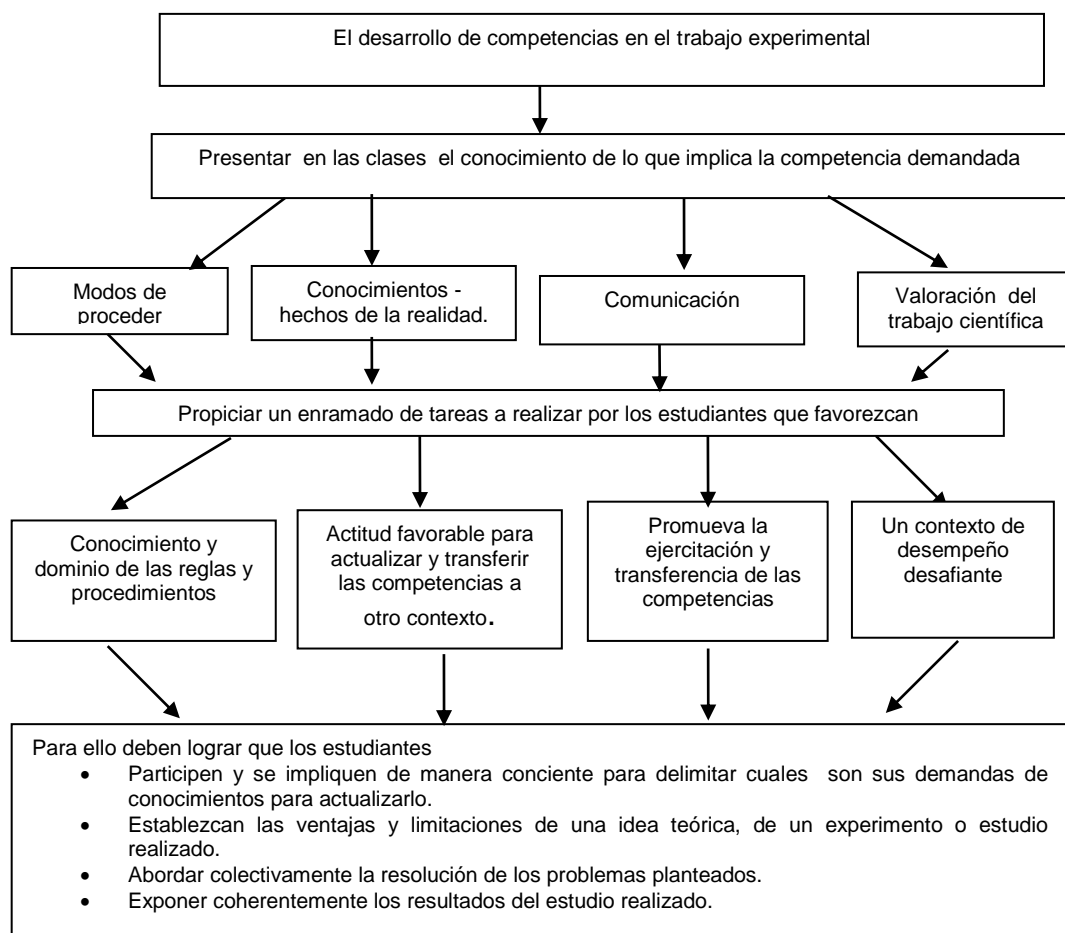 El desarrollo de competencias en el trabajo experimental
Presentar en las clases el conocimiento de lo que implica la competencia demandada
Modos de
proceder
Conocimientos -
hechos de la realidad.
Comunicación
Valoración del
trabajo científica
Propiciar un enramado de tareas a realizar por los estudiantes que favorezcan
Conocimiento y
dominio de las reglas y
procedimientos
Actitud favorable para
actualizar y transferir
las competencias a
otro contexto.
Promueva la
ejercitación y
transferencia de las
competencias
Un contexto de
desempeño
desafiante
Para ello deben lograr que los estudiantes
• Participen y se impliquen de manera conciente para delimitar cuales son sus demandas de
conocimientos para actualizarlo.
• Establezcan las ventajas y limitaciones de una idea teórica, de un experimento o estudio
realizado.
• Abordar colectivamente la resolución de los problemas planteados.
• Exponer coherentemente los resultados del estudio realizado.